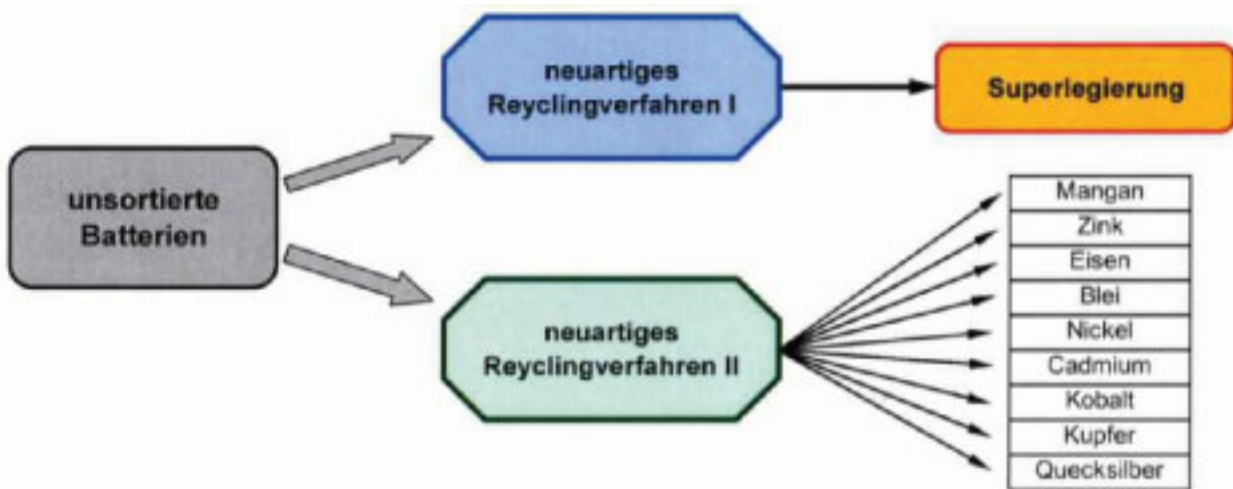 unsortierte
Batterien
neuartiges
Reyclingverfahren I
Superlegierung
neuartiges
Reyclingverfahren II
Mangan
Zink
Eisen
Blei
Nickel
Cadmium
Kobalt
Kupfer
Quecksilber